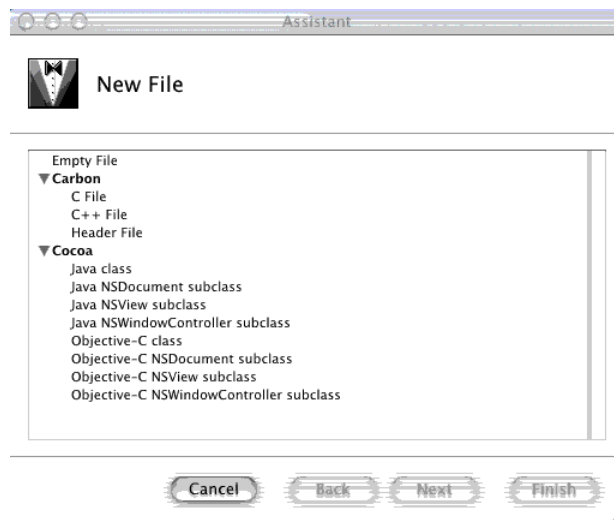 Assistant
New File
Empty File
Carbon
C File
C++ File
Header File
Cocoa
Java class
Java NSDocument subclass
Java NSView subclass
Java NSWindowController subclass
Objective-C class
Objective-C NSDocument subclass
Objective-C NSView subclass
Objective-C NSWindowController subclass
Cancel Back Next Finish